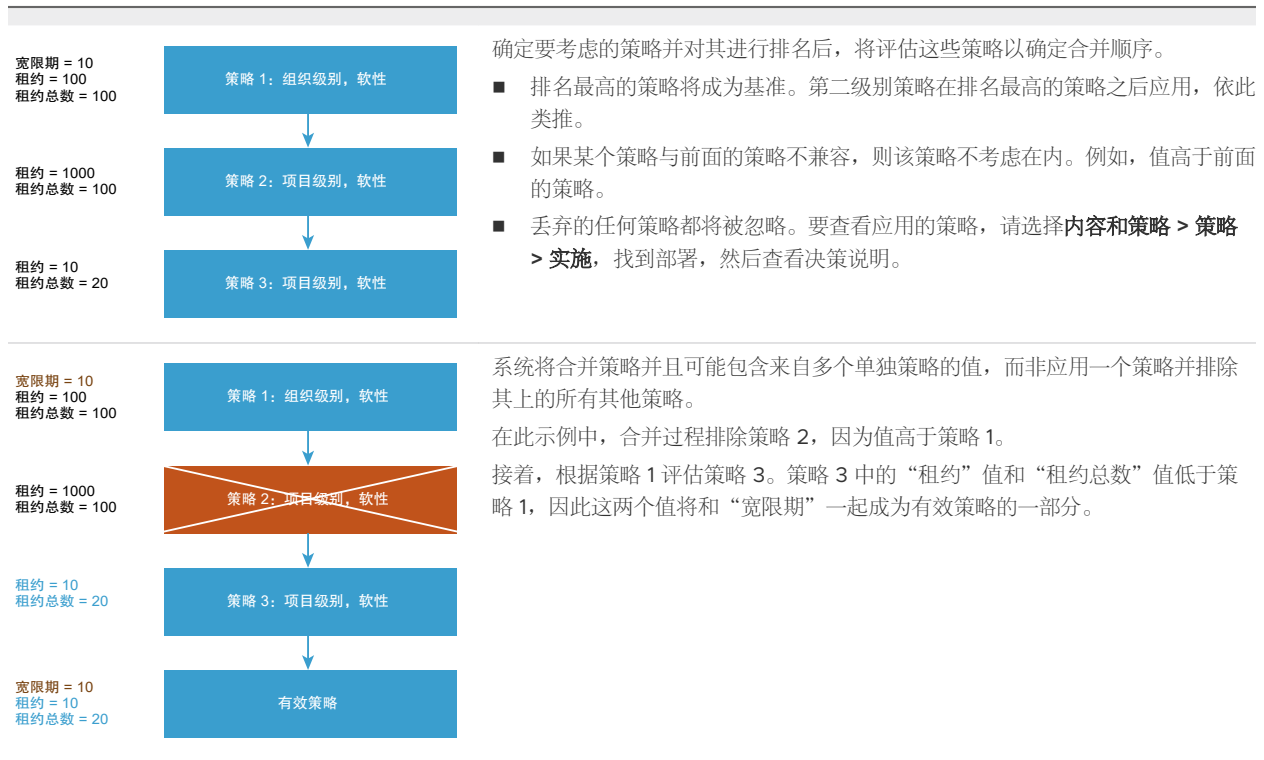 宽限期 = 10
租约 = 100
租约总数 = 100
策略 1：组织级别，软性
租约 = 1000
租约总数 = 100
策略 2：项目级别，软性
租约 = 10
租约总数 = 20
策略 3：项目级别，软性
确定要考虑的策略并对其进行排名后，将评估这些策略以确定合并顺序。
■ 排名最高的策略将成为基准。第二级别策略在排名最高的策略之后应用，依此
类推。
■ 如果某个策略与前面的策略不兼容，则该策略不考虑在内。例如，值高于前面
的策略。
■ 丢弃的任何策略都将被忽略。要查看应用的策略，请选择内容和策略 > 策略
> 实施，找到部署，然后查看决策说明。
宽限期 = 10
租约 = 100
租约总数 = 100
策略 1：组织级别，软性
租约 = 1000
租约总数 = 100
策略 2：项目级别，软性
租约 = 10
租约总数 = 20
策略 3：项目级别，软性
宽限期 = 10
租约 = 10
租约总数 = 20
有效策略
系统将合并策略并且可能包含来自多个单独策略的值，而非应用一个策略并排除
其上的所有其他策略。
在此示例中，合并过程排除策略 2，因为值高于策略 1。
接着，根据策略 1 评估策略 3。策略 3 中的“租约”值和“租约总数”值低于策
略 1，因此这两个值将和“宽限期”一起成为有效策略的一部分。